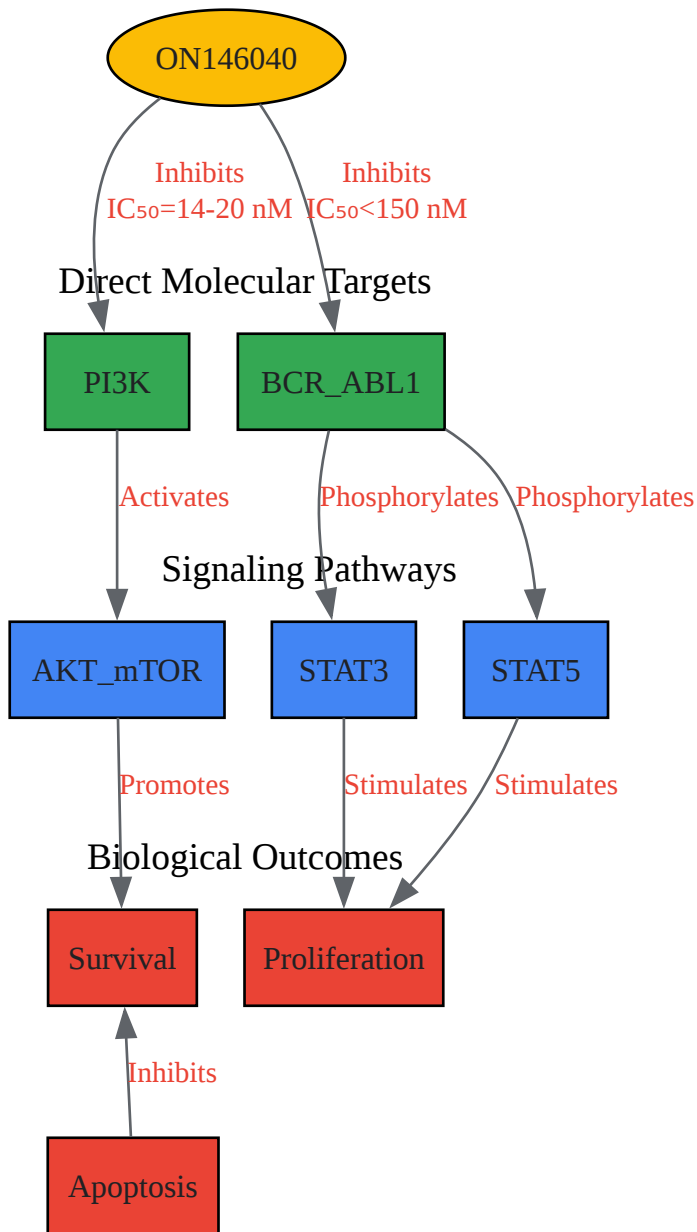 ON146040
Inhibits
IC₅₀=14-20 nM
Inhibits
IC₅₀<150 nM
Direct Molecular Targets
PI3K
BCR_ABL1
Activates
Phosphorylates
Phosphorylates
Signaling Pathways
AKT_mTOR
STAT3
STAT5
Promotes
Stimulates
Stimulates
Biological Outcomes
Survival
Proliferation
Inhibits
Apoptosis